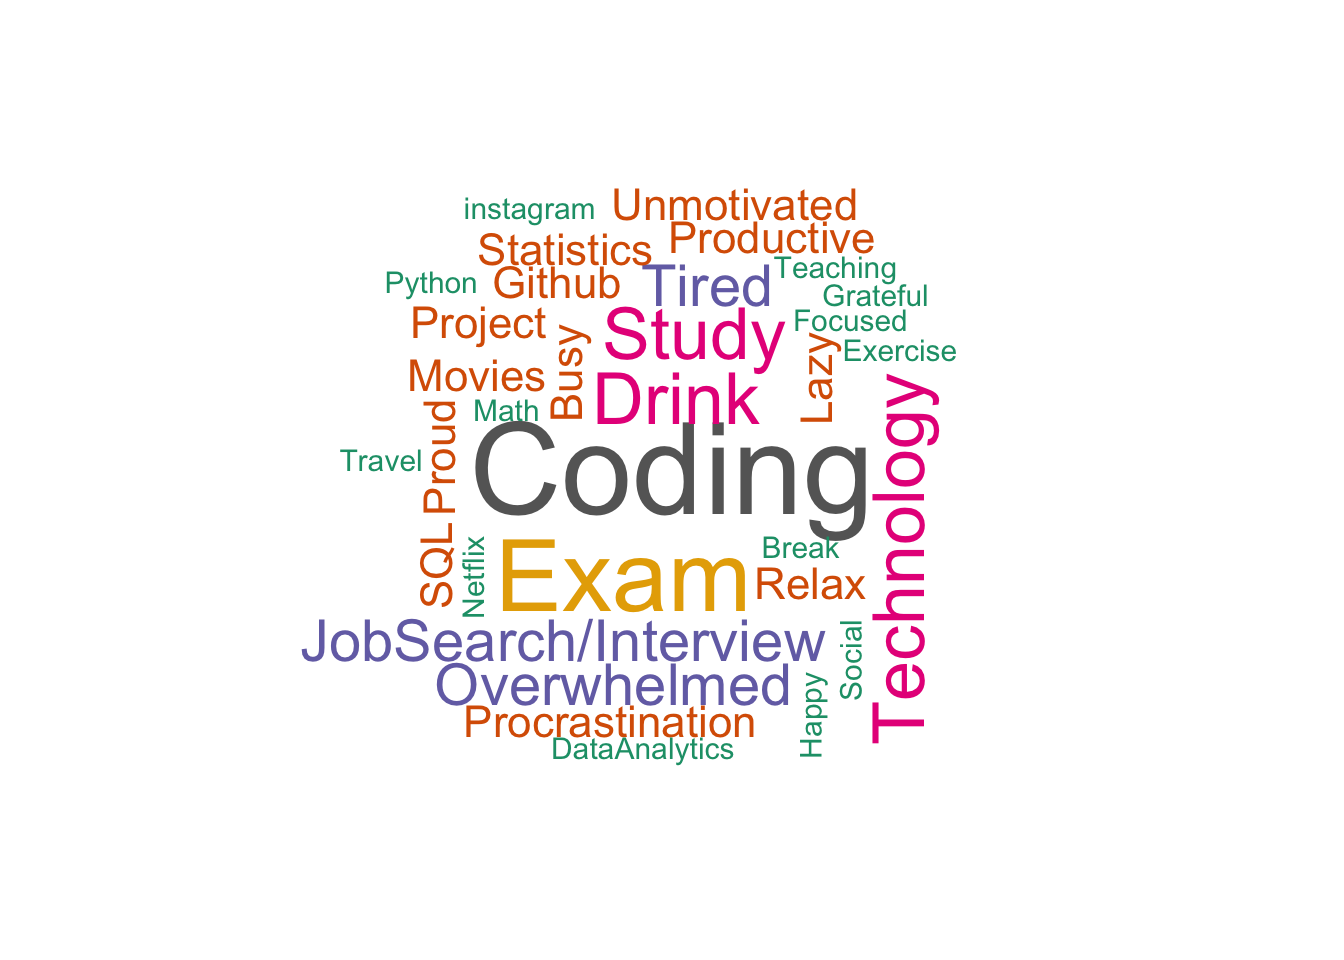 instagram
Unmotivated
Statistics
Productive
Python
Github
Tired
Teaching
Grateful
Project
Busy
Study
Focused
Lazy
Exercise
Movies
Math
Drink
Technology
Travel
Proud
Coding
SQL
Netflix
Exam
Break
Relax
JobSearch/Interview
Social
Overwhelmed
Happy
Procrastination
DataAnalytics